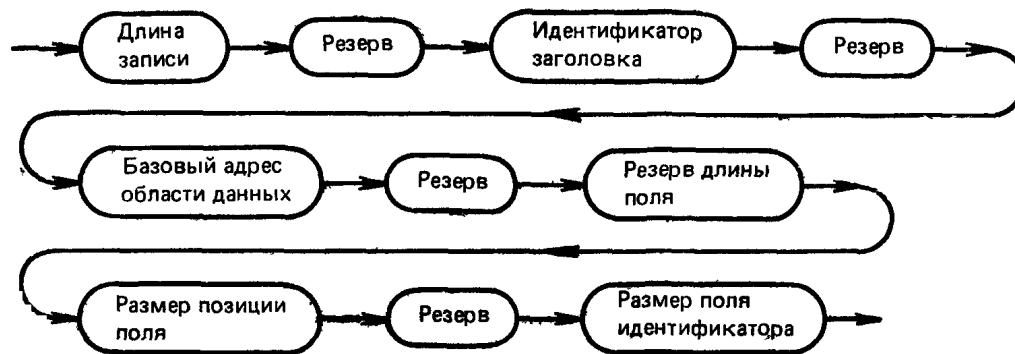 Длина
записи
Резерв
Идентификатор
заголовка
Резерв
Базовый адрес
области данных
Резерв
Резерв длины
поля
Размер позиции
поля
Резерв
Размер поля
идентификатора